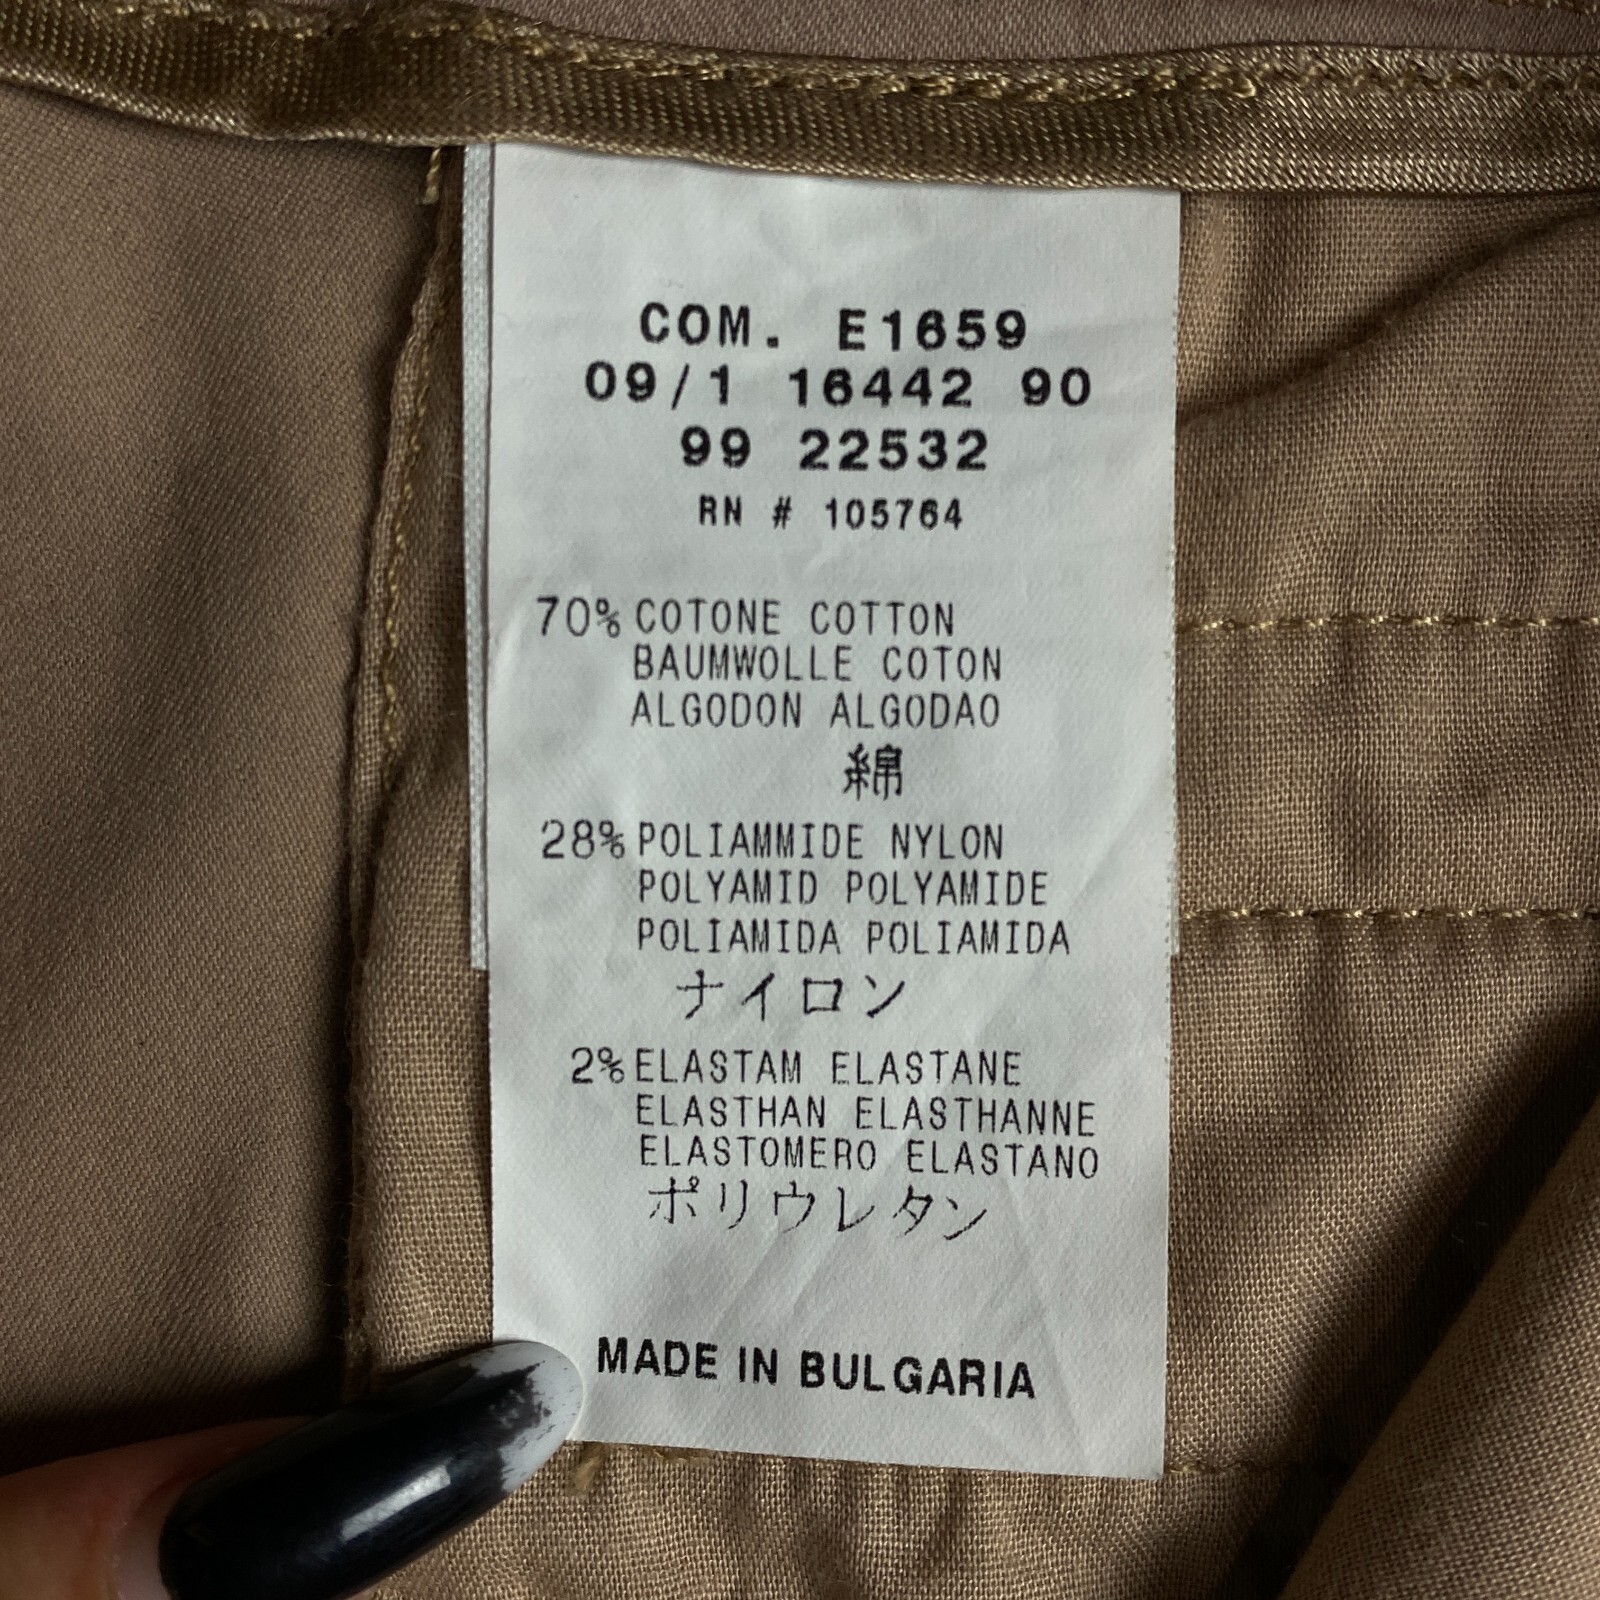 COM. E1659
09/1 16442 90
99 22532
RN # 105764
70% COTONE COTTON
BAUMWOLLE COTON
ALGODON ALGODAO
綿
28% POLIAMMIDE NYLON
POLYAMID POLYAMIDE
POLIAMIDA POLIAMIDA
ナイロン
2% ELASTAM ELASTANE
ELASTHAN ELASTHANNE
ELASTOMERO ELASTANO
ポリウレタン
MADE IN BULGARIA